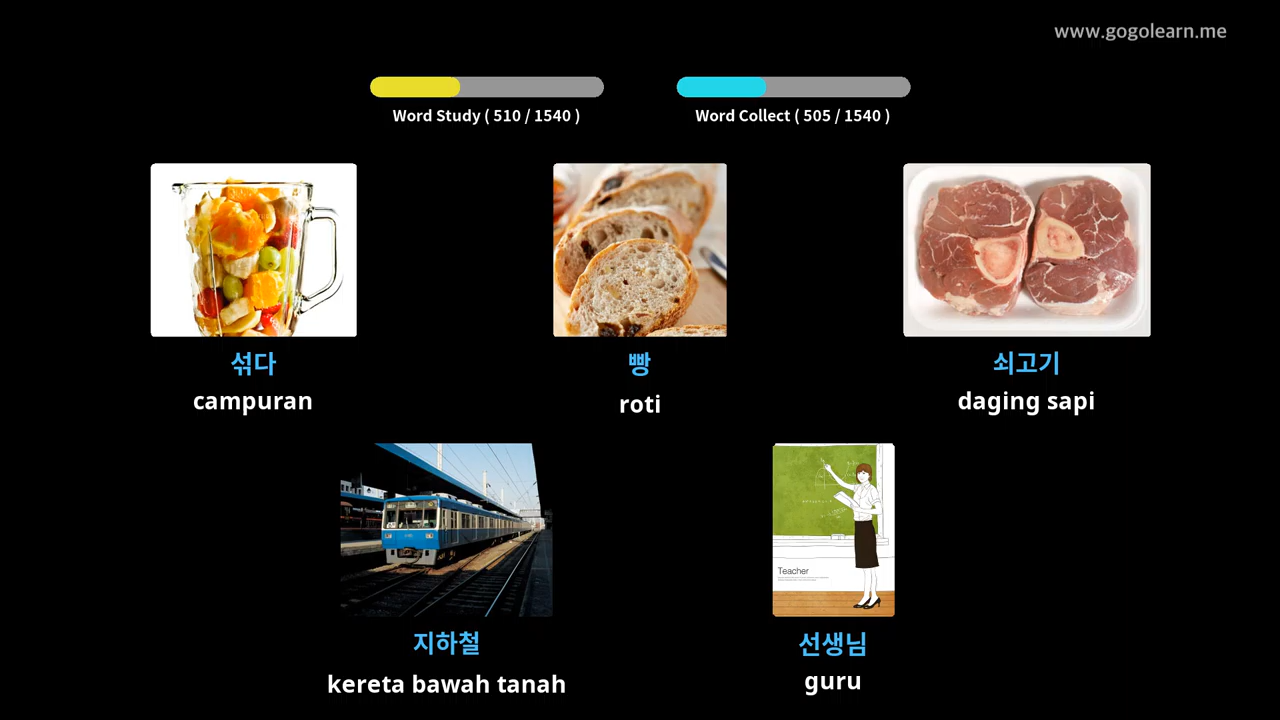 www.gogolearn.me
Word Study ( 510 / 1540 )
Word Collect ( 505 / 1540 )
섞다
campuran
빵
roti
쇠고기
daging sapi
지하철
kereta bawah tanah
Teacher
선생님
guru